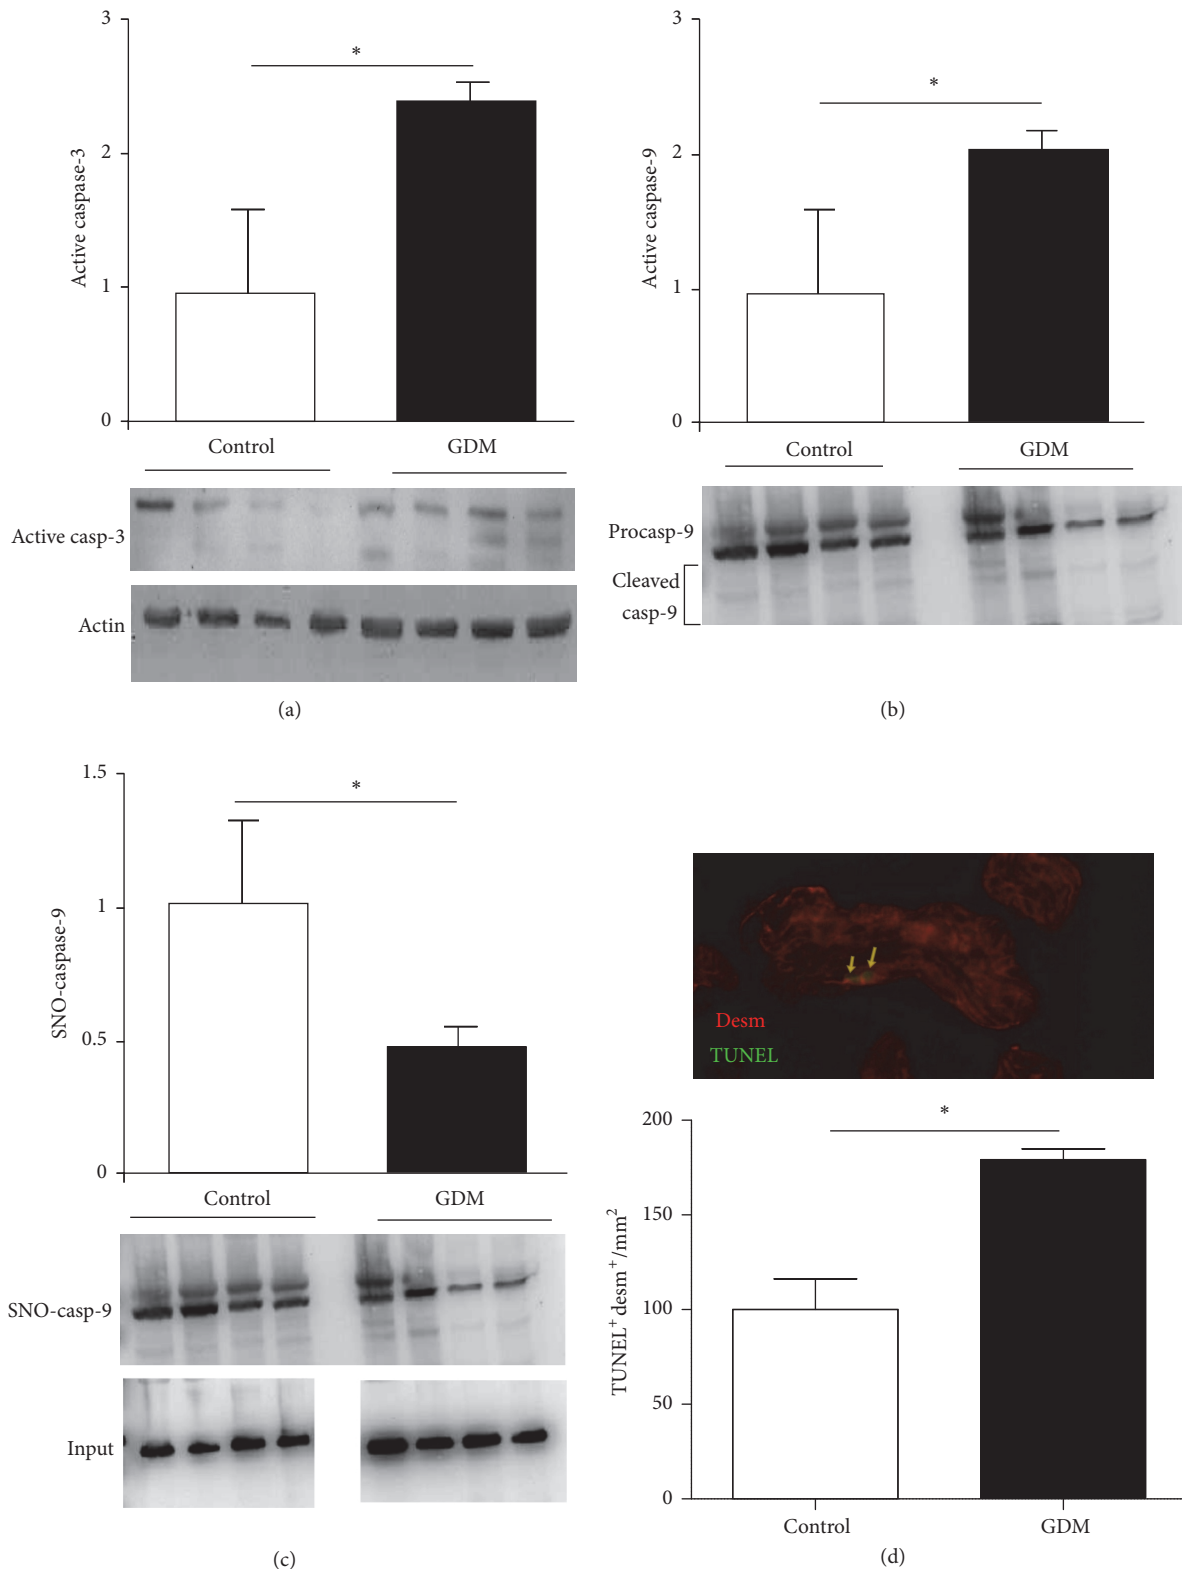 3
2
1
0
Active caspase-3
*
Control
GDM
Active casp-3
Actin
(a)
3
2
1
0
Active caspase-9
*
Control
GDM
Procasp-9
Cleaved
casp-9
(b)
1.5
1
0.5
0
SNO-caspase-9
*
Control
GDM
SNO-casp-9
Input
(c)
Desm
TUNEL
200
150
100
50
0
TUNEL⁺ desm⁺/mm²
*
Control
GDM
(d)